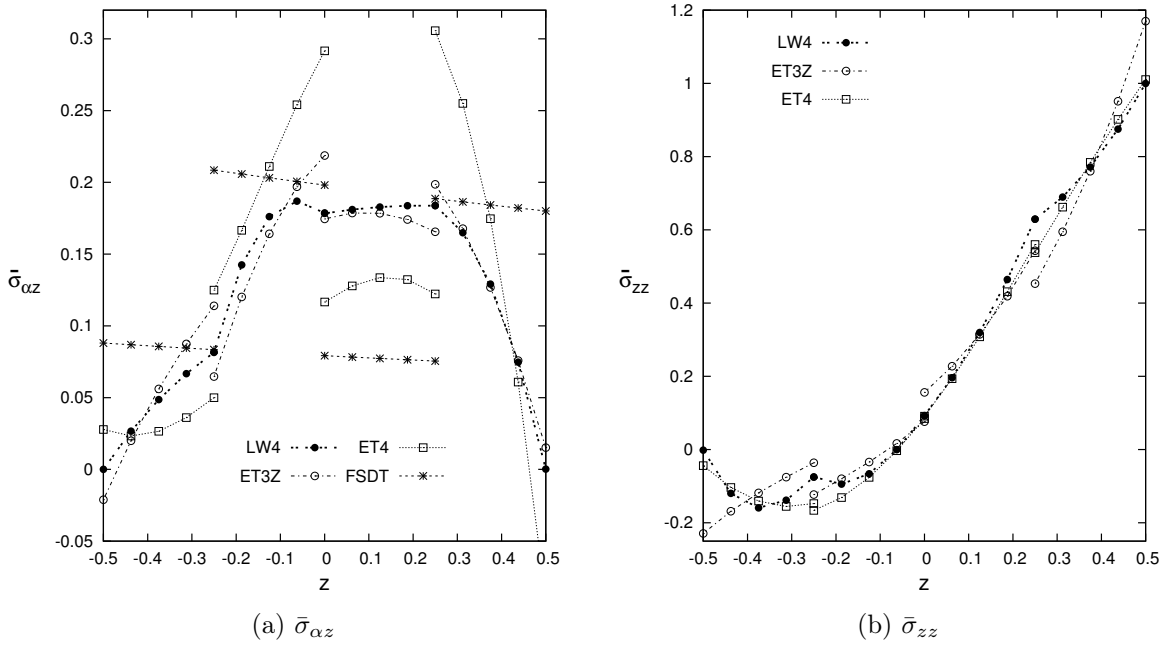 0.3
0.25
0.2
0.15
0.1
0.05
0
-0.05
σ̄αz
-0.5 -0.4 -0.3 -0.2 -0.1 0 0.1 0.2 0.3 0.4 0.5
z
LW4 ET4
ET3Z FSDT
(a) σ̄αz
1.2
1
0.8
0.6
0.4
0.2
0
-0.2
σ̄zz
-0.5 -0.4 -0.3 -0.2 -0.1 0 0.1 0.2 0.3 0.4 0.5
z
LW4
ET3Z
ET4
(b) σ̄zz